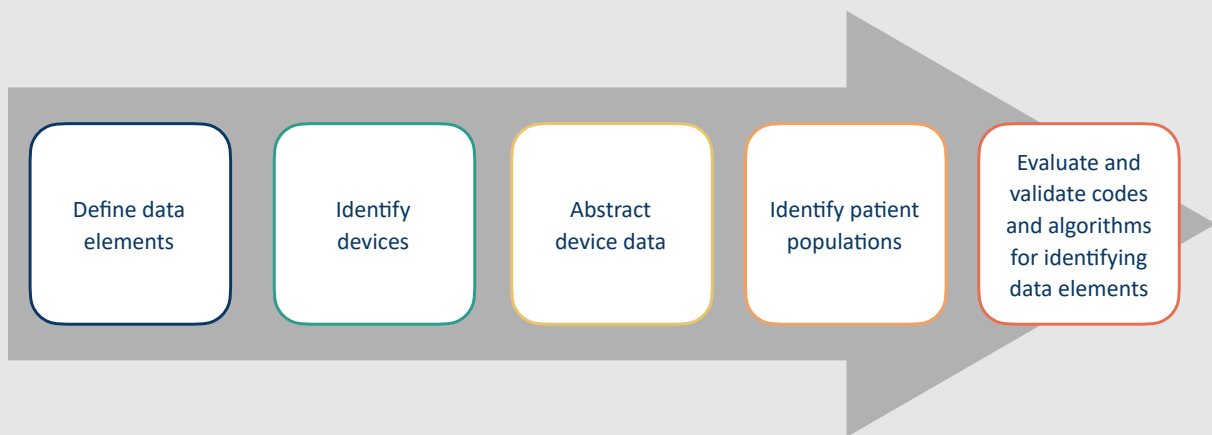 Define data
elements
Identify
devices
Abstract
device data
Identify patient
populations
Evaluate and
validate codes
and algorithms
for identifying
data elements